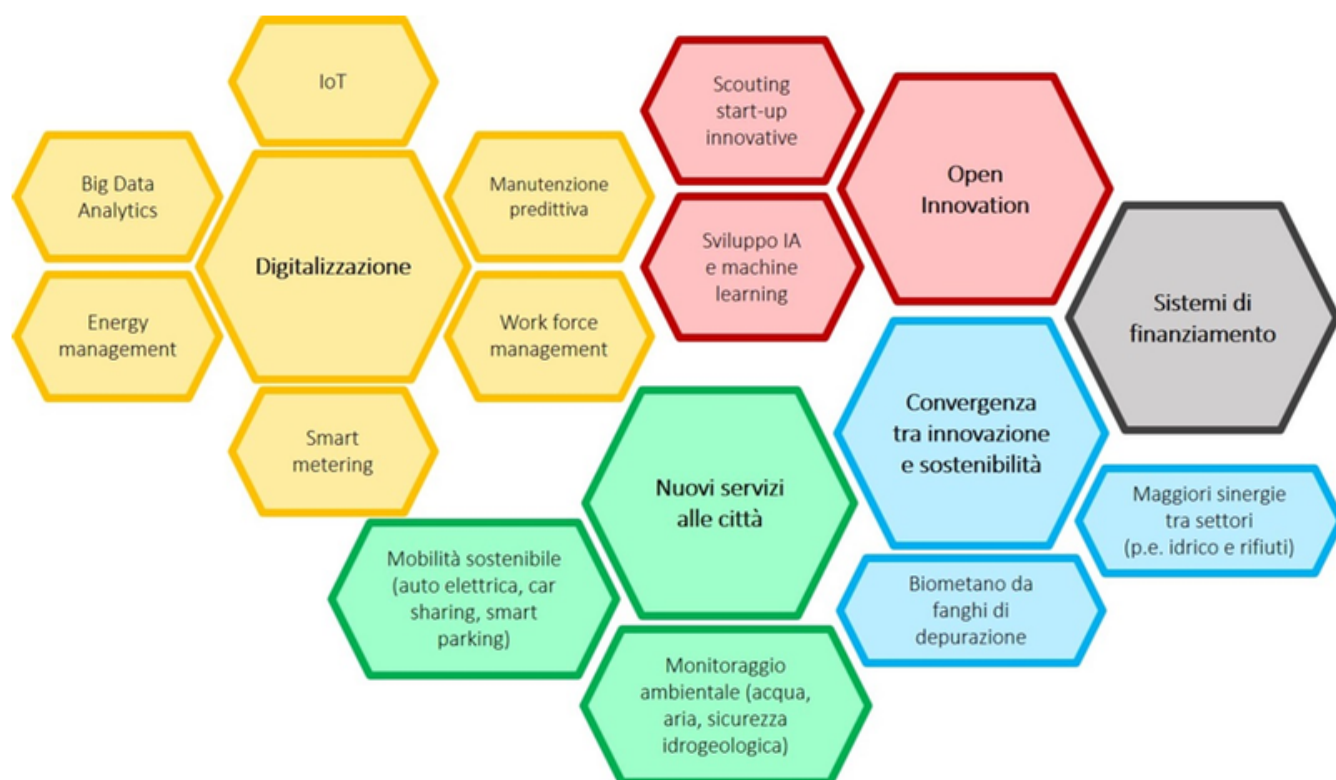 IoT
Big Data
Analytics
Manutenzione
predittiva
Digitalizzazione
Energy
management
Work force
management
Smart
metering
Scouting
start-up
innovative
Open
Innovation
Sviluppo IA
e machine
learning
Sistemi di
finanziamento
Convergenza
tra innovazione
e sostenibilità
Maggiori sinergie
tra settori
(p.e. idrico e rifiuti)
Biometano da
fanghi di
depurazione
Nuovi servizi
alle città
Mobilità sostenibile
(auto elettrica, car
sharing, smart
parking)
Monitoraggio
ambientale (acqua,
aria, sicurezza
idrogeologica)